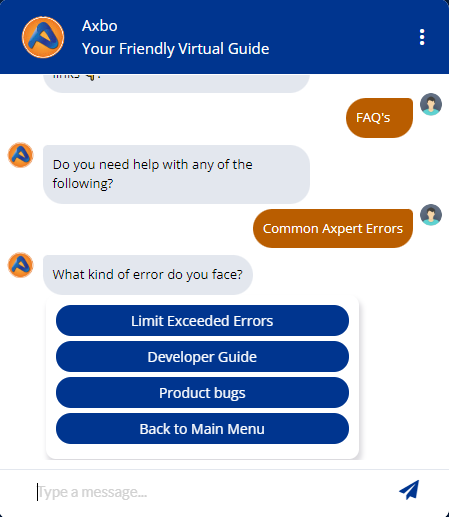 Axbo
Your Friendly Virtual Guide
FAQ's
Do you need help with any of the
following?
Common Axpert Errors
What kind of error do you face?
Limit Exceeded Errors
Developer Guide
Product bugs
Back to Main Menu
Type a message...